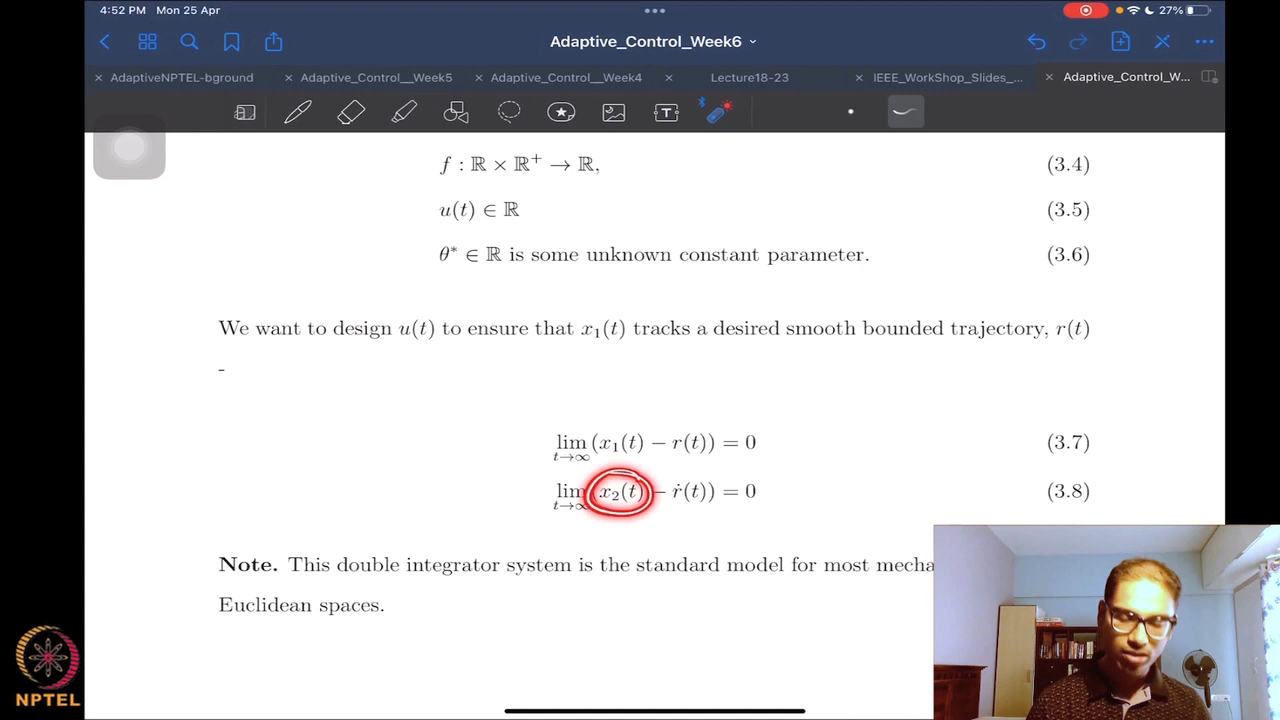 4:52 PM Mon 25 Apr
27%
Adaptive_Control_Week6
AdaptiveNPTEL-bground
Adaptive_Control__Week5
Adaptive_Control__Week4
Lecture18-23
IEEE_WorkShop_Slides_...
Adaptive_Control_W...
f : ℝ × ℝ⁺ → ℝ, (3.4)
u(t) ∈ ℝ (3.5)
θ* ∈ ℝ is some unknown constant parameter. (3.6)
We want to design u(t) to ensure that x₁(t) tracks a desired smooth bounded trajectory, r(t)
-
lim t→∞ (x₁(t) − r(t)) = 0 (3.7)
lim t→∞ (x₂(t) − ṙ(t)) = 0 (3.8)
Note. This double integrator system is the standard model for most mecha
Euclidean spaces.
NPTEL